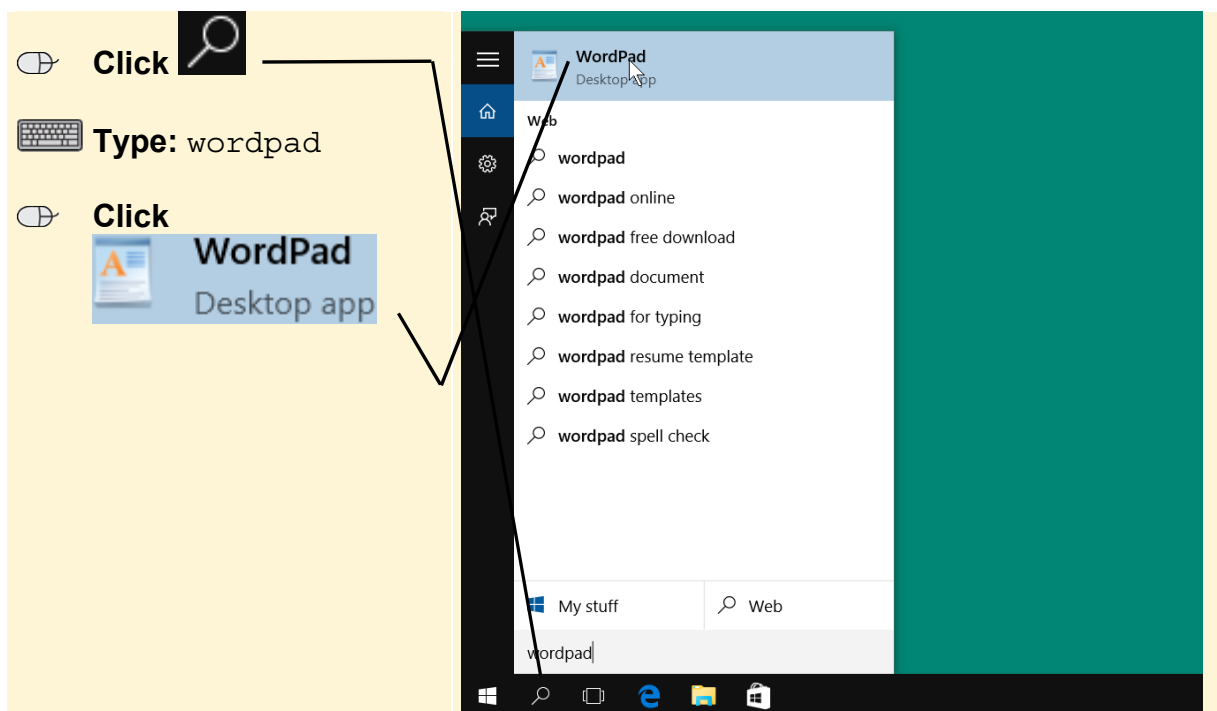 Click
Type: wordpad
Click
WordPad
Desktop app
WordPad
Desktop app
Web
wordpad
wordpad online
wordpad free download
wordpad document
wordpad for typing
wordpad resume template
wordpad templates
wordpad spell check
My stuff
Web
wordpad